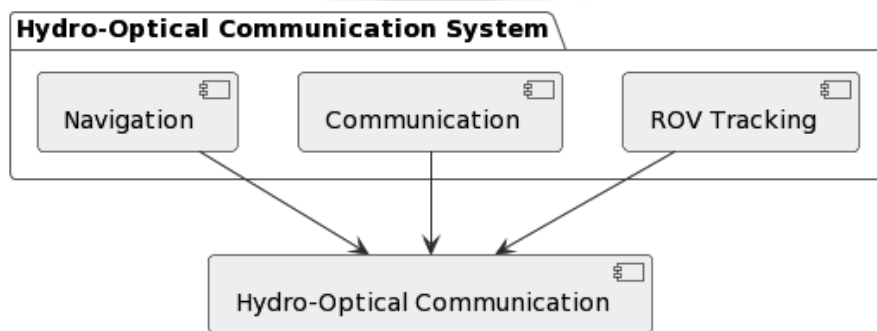 Hydro-Optical Communication System
Navigation
Communication
ROV Tracking
Hydro-Optical Communication